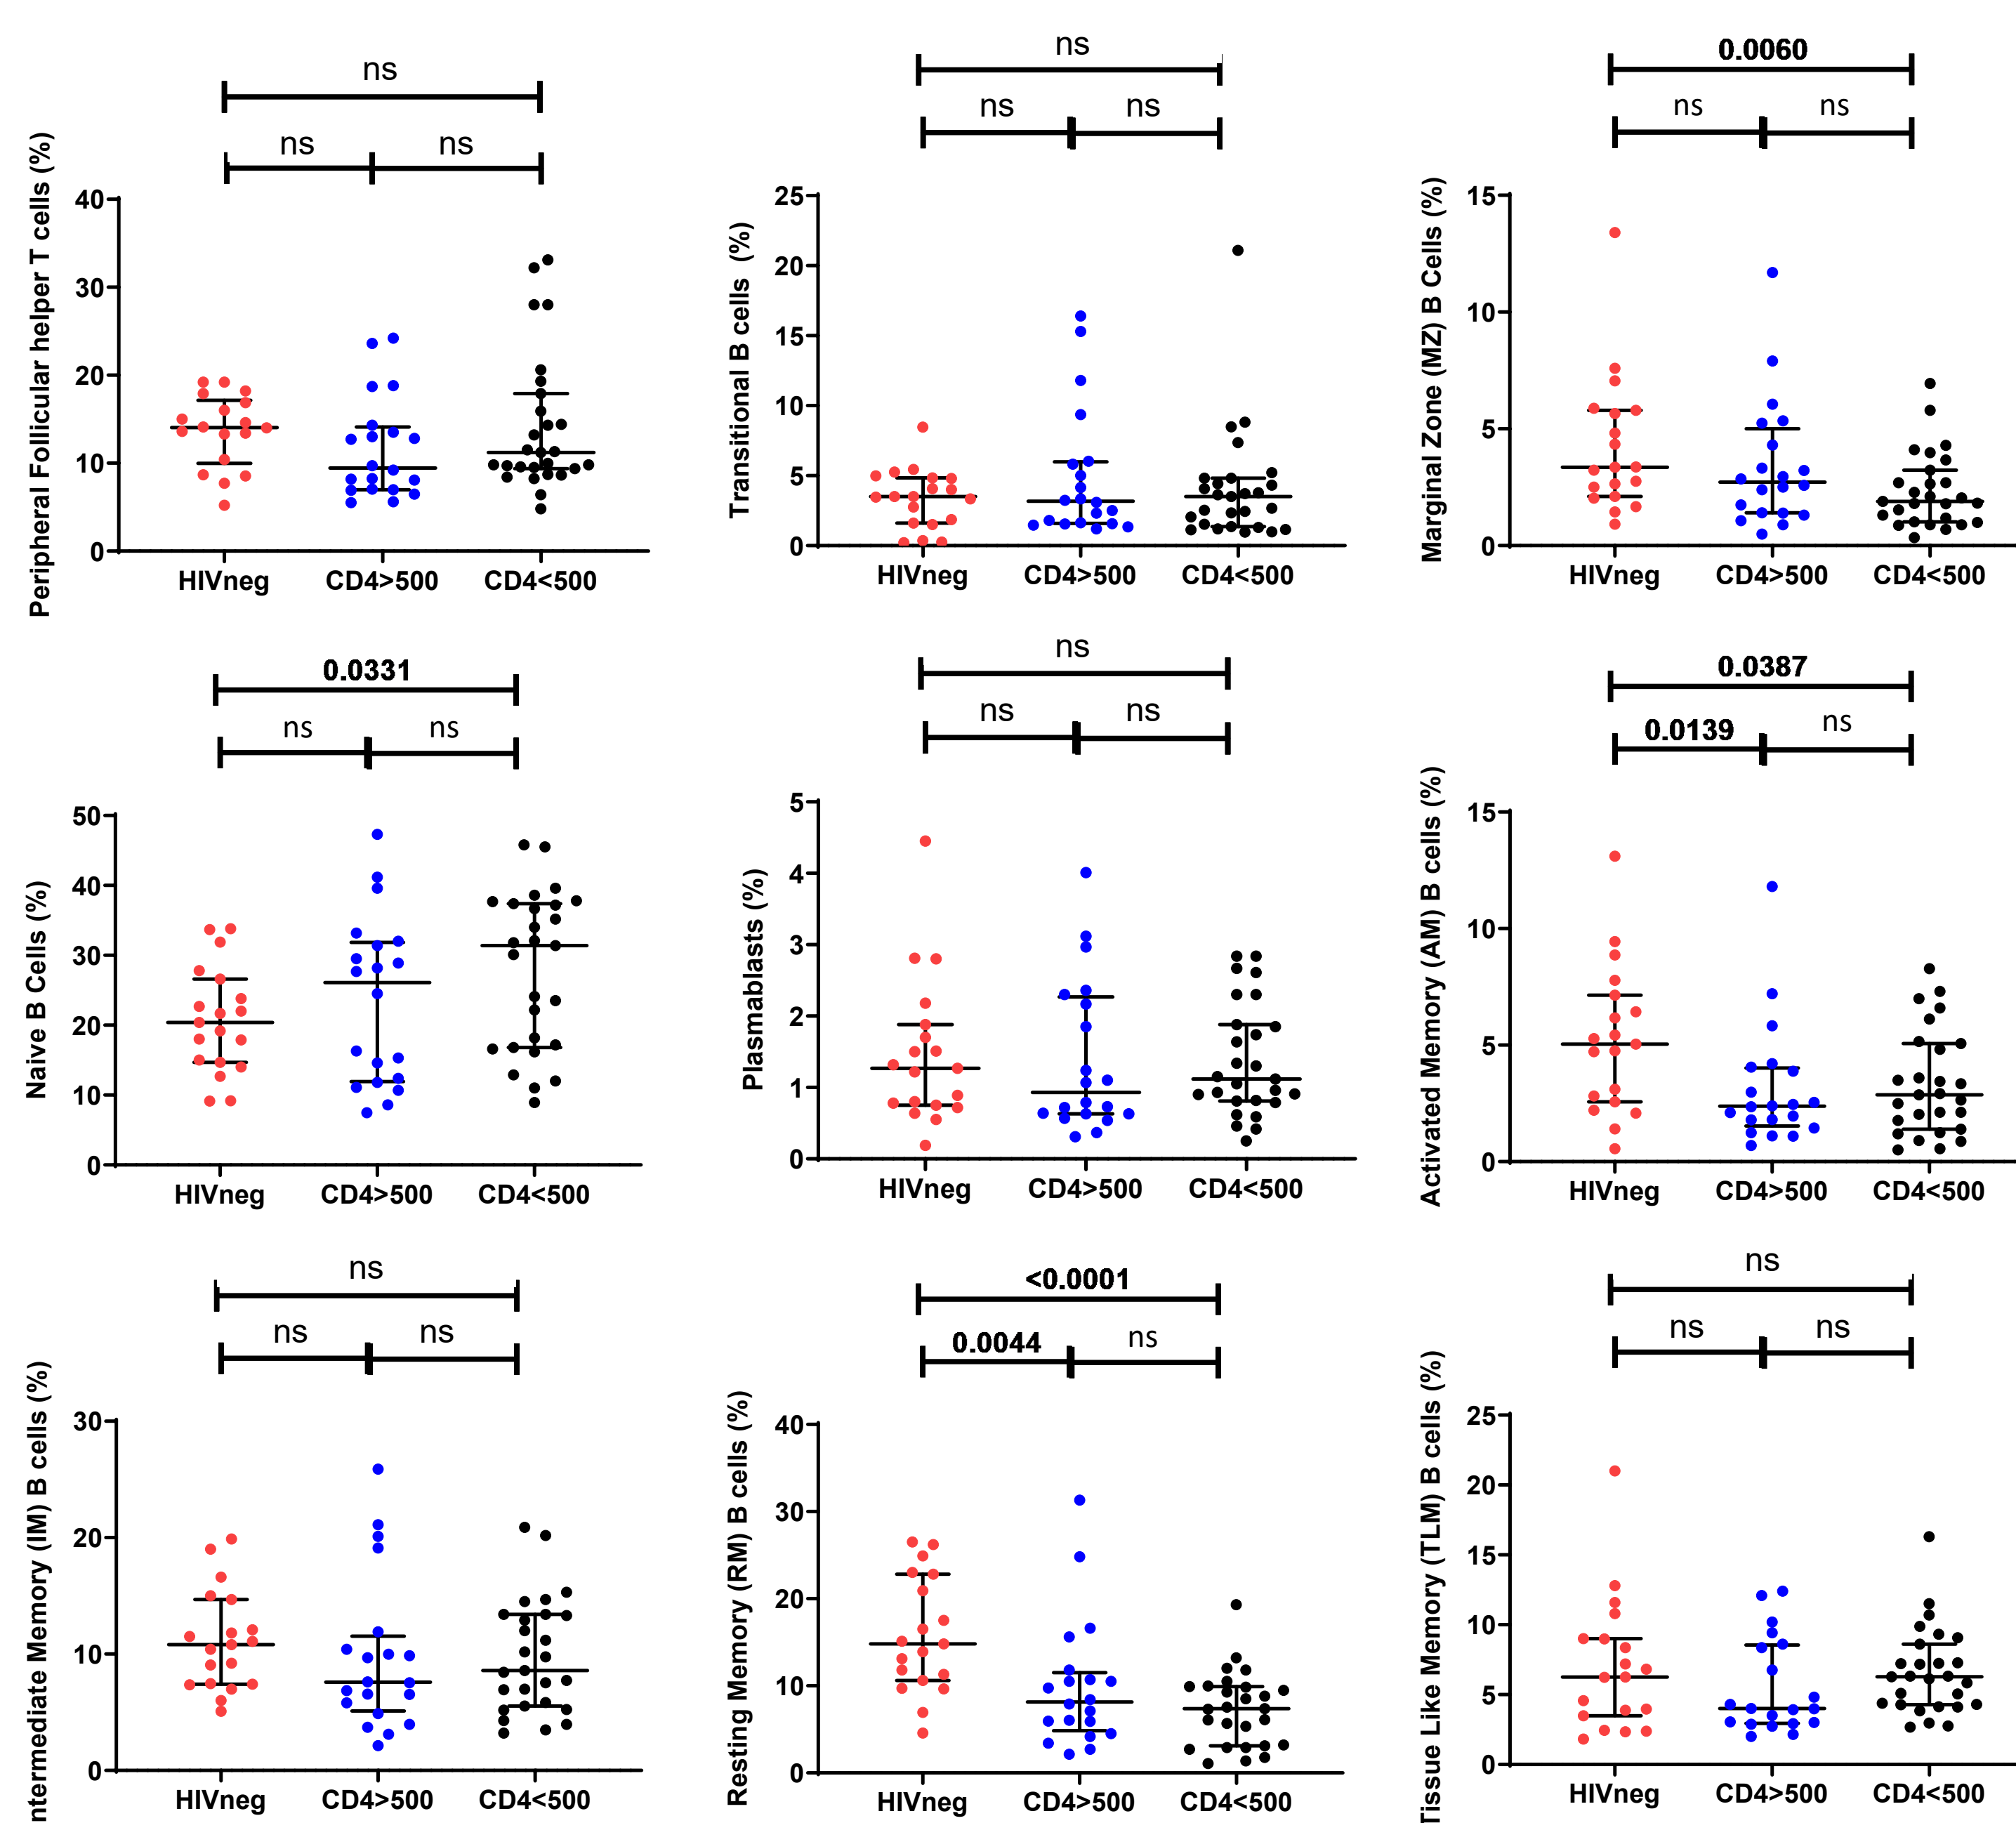 ns
ns ns
Peripheral Follicular helper T cells (%)
40
30
20
10
0
HIVneg CD4>500 CD4<500
ns
ns ns
Transitional B cells (%)
25
20
15
10
5
0
HIVneg CD4>500 CD4<500
0.0060
ns ns
Marginal Zone (MZ) B Cells (%)
15
10
5
0
HIVneg CD4>500 CD4<500
0.0331
ns ns
Naive B Cells (%)
50
40
30
20
10
0
HIVneg CD4>500 CD4<500
ns
ns ns
Plasmablasts (%)
5
4
3
2
1
0
HIVneg CD4>500 CD4<500
0.0387
0.0139 ns
Activated Memory (AM) B cells (%)
15
10
5
0
HIVneg CD4>500 CD4<500
ns
ns ns
ntermediate Memory (IM) B cells (%)
30
20
10
0
HIVneg CD4>500 CD4<500
<0.0001
0.0044 ns
Resting Memory (RM) B cells (%)
40
30
20
10
0
HIVneg CD4>500 CD4<500
ns
ns ns
Tissue Like Memory (TLM) B cells (%)
25
20
15
10
5
0
HIVneg CD4>500 CD4<500